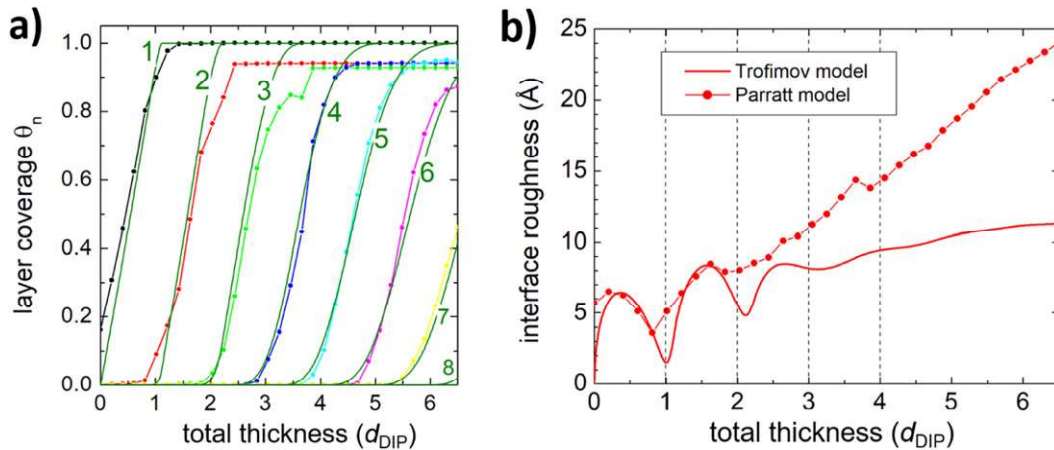 a)
layer coverage θn
1.0
0.8
0.6
0.4
0.2
0.0
1
2
3
4
5
6
7
8
0 1 2 3 4 5 6
total thickness (dDIP)
b)
interface roughness (Å)
25
20
15
10
5
0
Trofimov model
Parratt model
0 1 2 3 4 5 6
total thickness (dDIP)